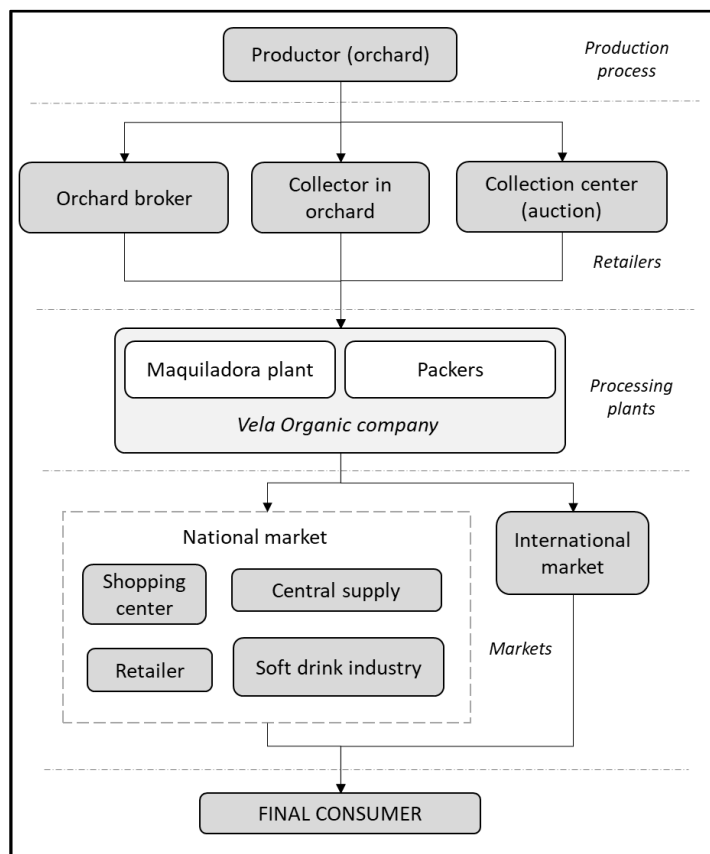 Productor (orchard)
Production
process
Orchard broker
Collector in
orchard
Collection center
(auction)
Retailers
Maquiladora plant
Packers
Vela Organic company
Processing
plants
National market
Shopping
center
Central supply
Retailer
Soft drink industry
International
market
Markets
FINAL CONSUMER